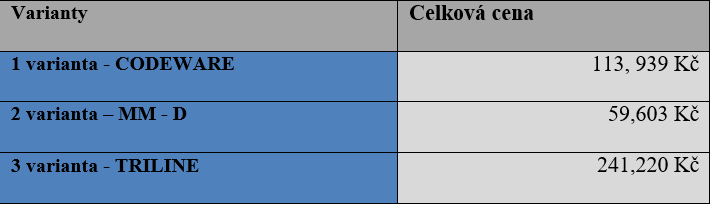 Varianty Celková cena
1 varianta - CODEWARE 113, 939 Kč
2 varianta – MM - D 59,603 Kč
3 varianta - TRILINE 241,220 Kč